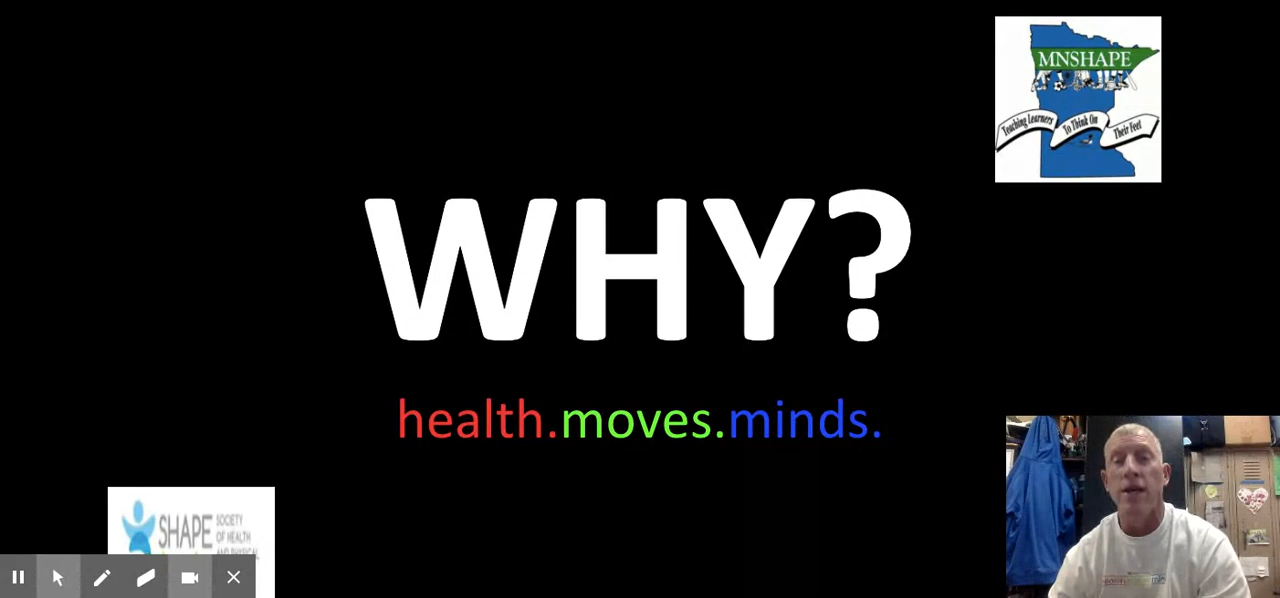 MNSHAPE
Teaching Learners To Think On Their Feet
WHY?
health.moves.minds.
SHAPE SOCIETY
OF HEALTH
AND PHYSICAL